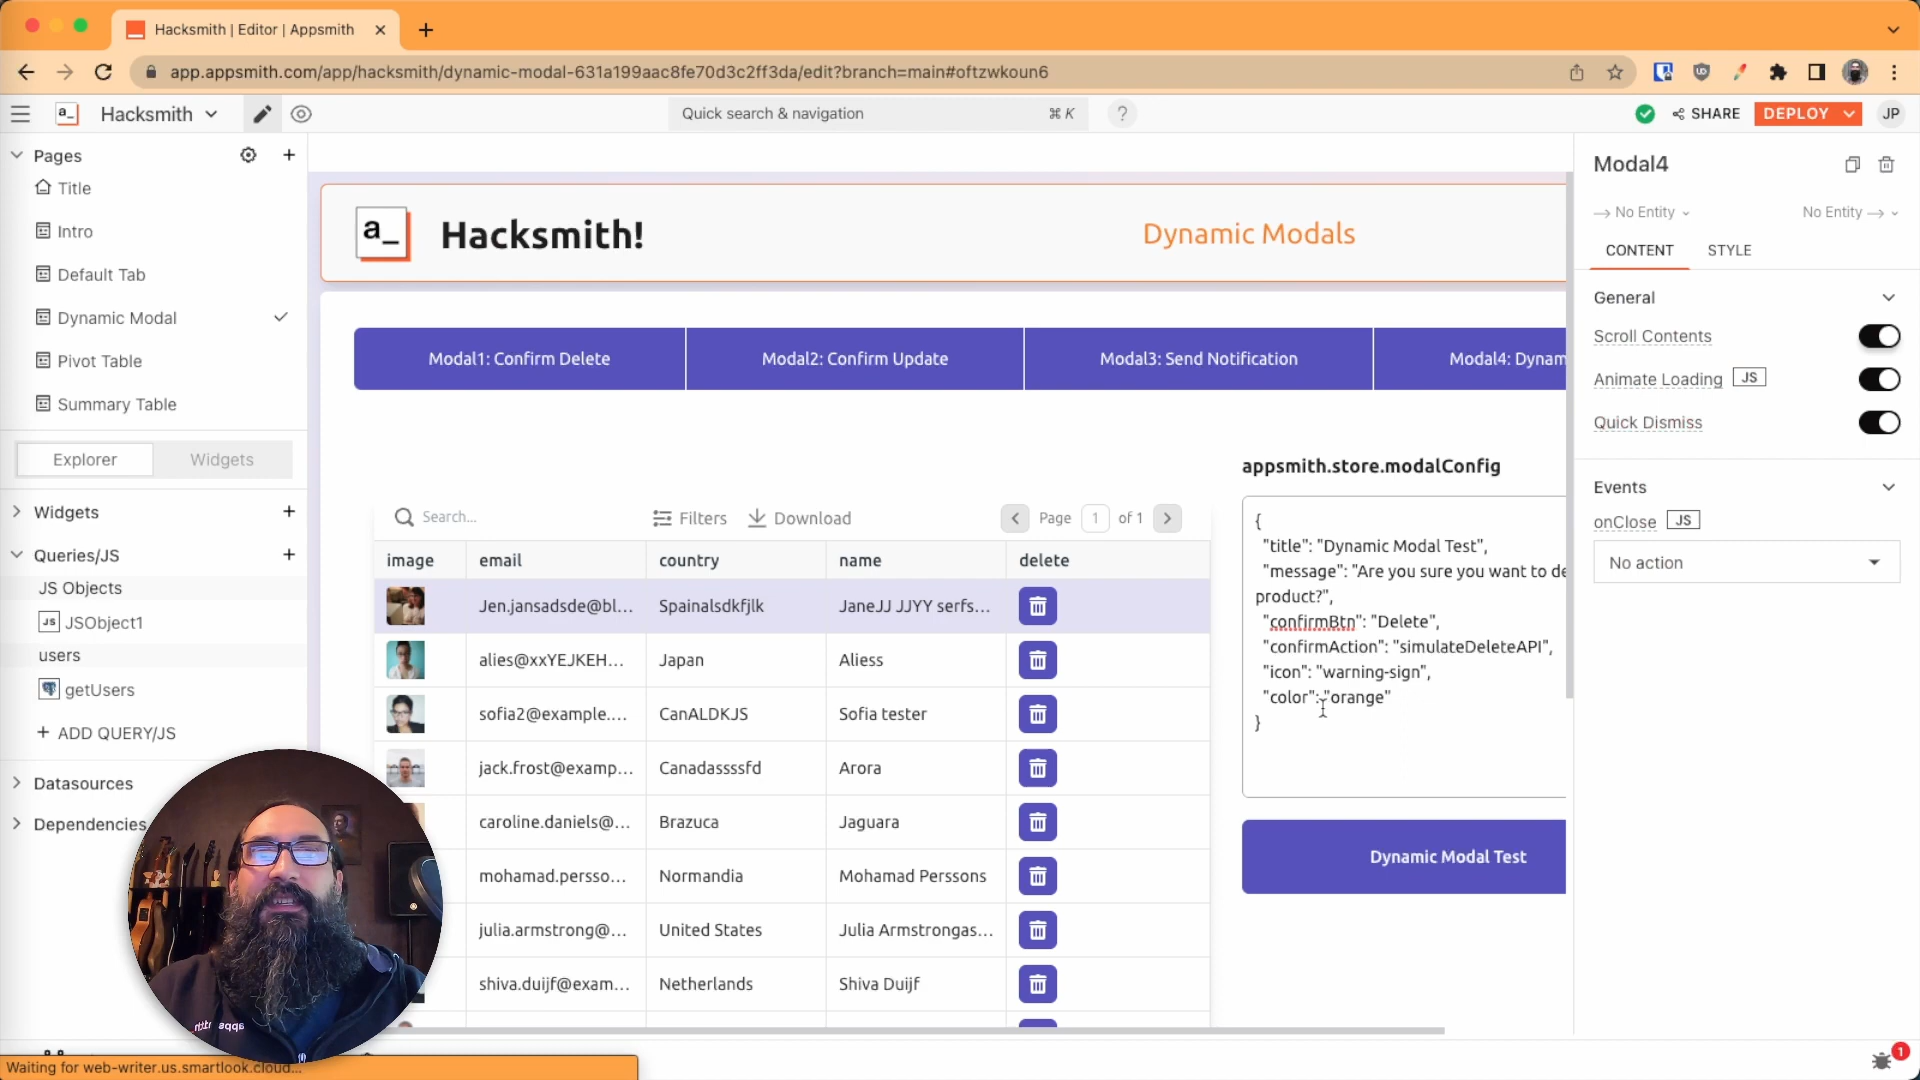 Hacksmith | Editor | Appsmith
app.appsmith.com/app/hacksmith/dynamic-modal-631a199aac8fe70d3c2ff3da/edit?branch=main#oftzwkoun6
a_ Hacksmith
Quick search & navigation ⌘ K ?
SHARE DEPLOY JP
Pages
Title
Intro
Default Tab
Dynamic Modal
Pivot Table
Summary Table
Explorer Widgets
Widgets
Queries/JS
JS Objects
JS JSObject1
users
getUsers
+ ADD QUERY/JS
Datasources
Dependencies
a_ Hacksmith!
Dynamic Modals
Modal1: Confirm Delete
Modal2: Confirm Update
Modal3: Send Notification
Modal4: Dynam
Search...
Filters
Download
Page 1 of 1
image email country name delete
Jen.jansadsde@bl... Spainalsdkfjlk JaneJJ JJYY serfs...
alies@xxYEJKEH... Japan Aliess
sofia2@example.... CanALDKJS Sofia tester
jack.frost@examp... Canadassssfd Arora
caroline.daniels@... Brazuca Jaguara
mohamad.persso... Normandia Mohamad Perssons
julia.armstrong@... United States Julia Armstrongas...
shiva.duijf@exam... Netherlands Shiva Duijf
appsmith.store.modalConfig
{
"title": "Dynamic Modal Test",
"message": "Are you sure you want to de
product?",
"confirmBtn": "Delete",
"confirmAction": "simulateDeleteAPI",
"icon": "warning-sign",
"color": "orange"
}
Dynamic Modal Test
Modal4
No Entity
No Entity
CONTENT STYLE
General
Scroll Contents
Animate Loading JS
Quick Dismiss
Events
onClose JS
No action
Waiting for web-writer.us.smartlook.cloud...
1